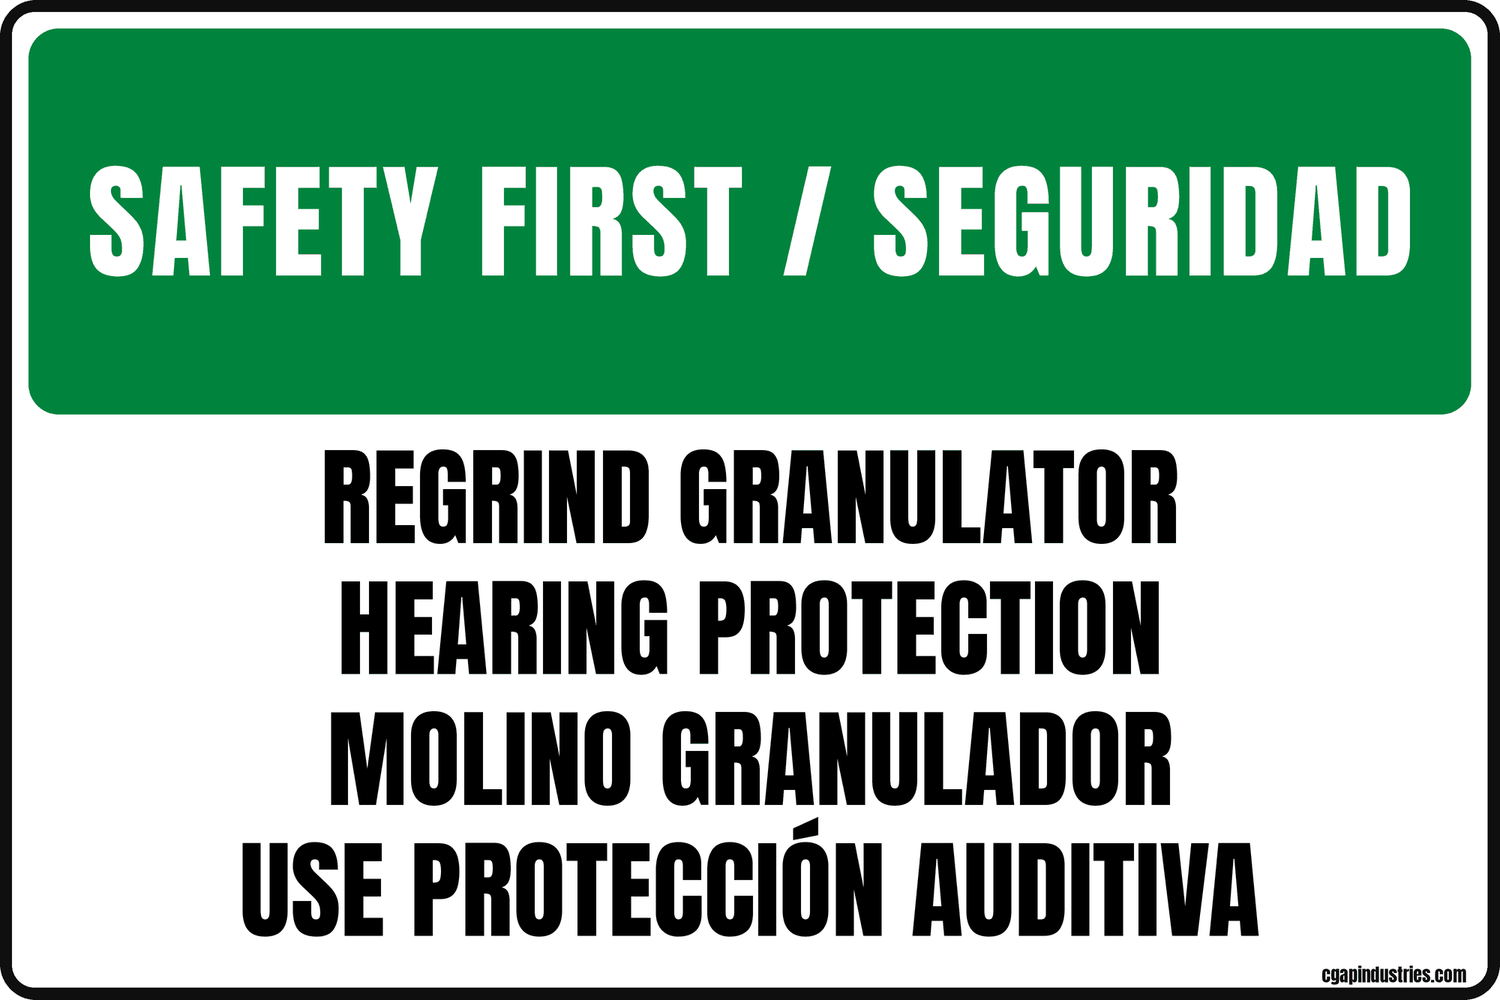 SAFETY FIRST / SEGURIDAD
REGRIND GRANULATOR
HEARING PROTECTION
MOLINO GRANULADOR
USE PROTECCIÓN AUDITIVA
cgapindustries.com